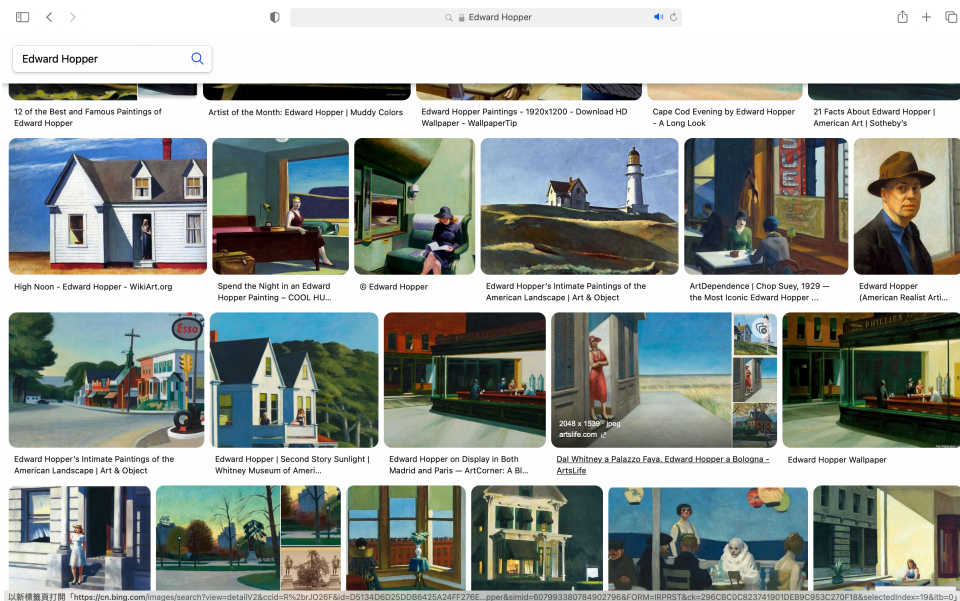 Edward Hopper
Edward Hopper
12 of the Best and Famous Paintings of
Edward Hopper
Artist of the Month: Edward Hopper | Muddy Colors
Edward Hopper Paintings - 1920x1200 - Download HD
Wallpaper - WallpaperTip
Cape Cod Evening by Edward Hopper
- A Long Look
21 Facts About Edward Hopper |
American Art | Sotheby's
High Noon - Edward Hopper - WikiArt.org
Spend the Night in an Edward
Hopper Painting – COOL HU...
© Edward Hopper
Edward Hopper's Intimate Paintings of the
American Landscape | Art & Object
ArtDependence | Chop Suey, 1929 —
the Most Iconic Edward Hopper ...
Edward Hopper
(American Realist Arti...
Esso
PHILLIES
2048 x 1539 · jpeg
artslife.com
Edward Hopper's Intimate Paintings of the
American Landscape | Art & Object
Edward Hopper | Second Story Sunlight |
Whitney Museum of Ameri...
Edward Hopper on Display in Both
Madrid and Paris — ArtCorner: A Bl...
Dal Whitney a Palazzo Fava. Edward Hopper a Bologna -
ArtsLife
Edward Hopper Wallpaper
以新標籤頁打開「https://cn.bing.com/images/search?view=detailV2&ccid=R%2brJO26F&id=D5134D6D25DDB6425A24FF276E...pper&simid=607993380784902796&FORM=IRPRST&ck=296CBC0C823741901DEB9C953C270F18&selectedIndex=19&itb=0」